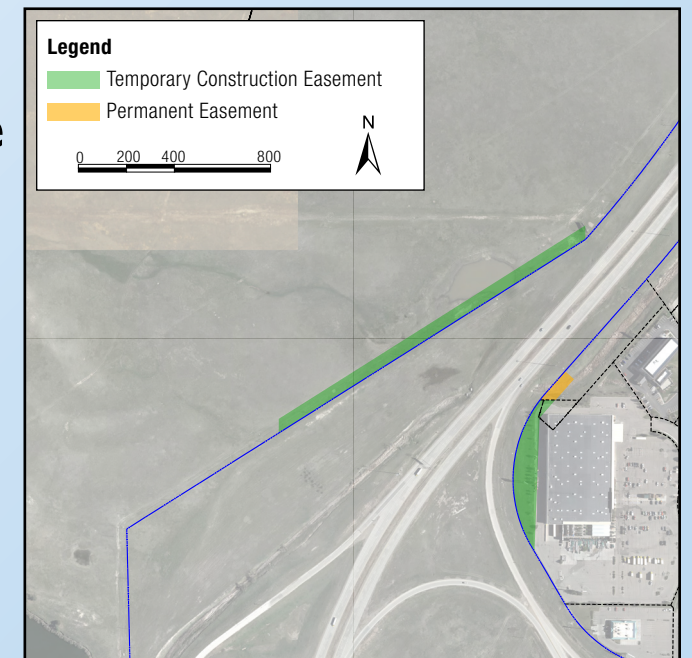 Legend
Temporary Construction Easement
Permanent Easement
N
0 200 400 800
e